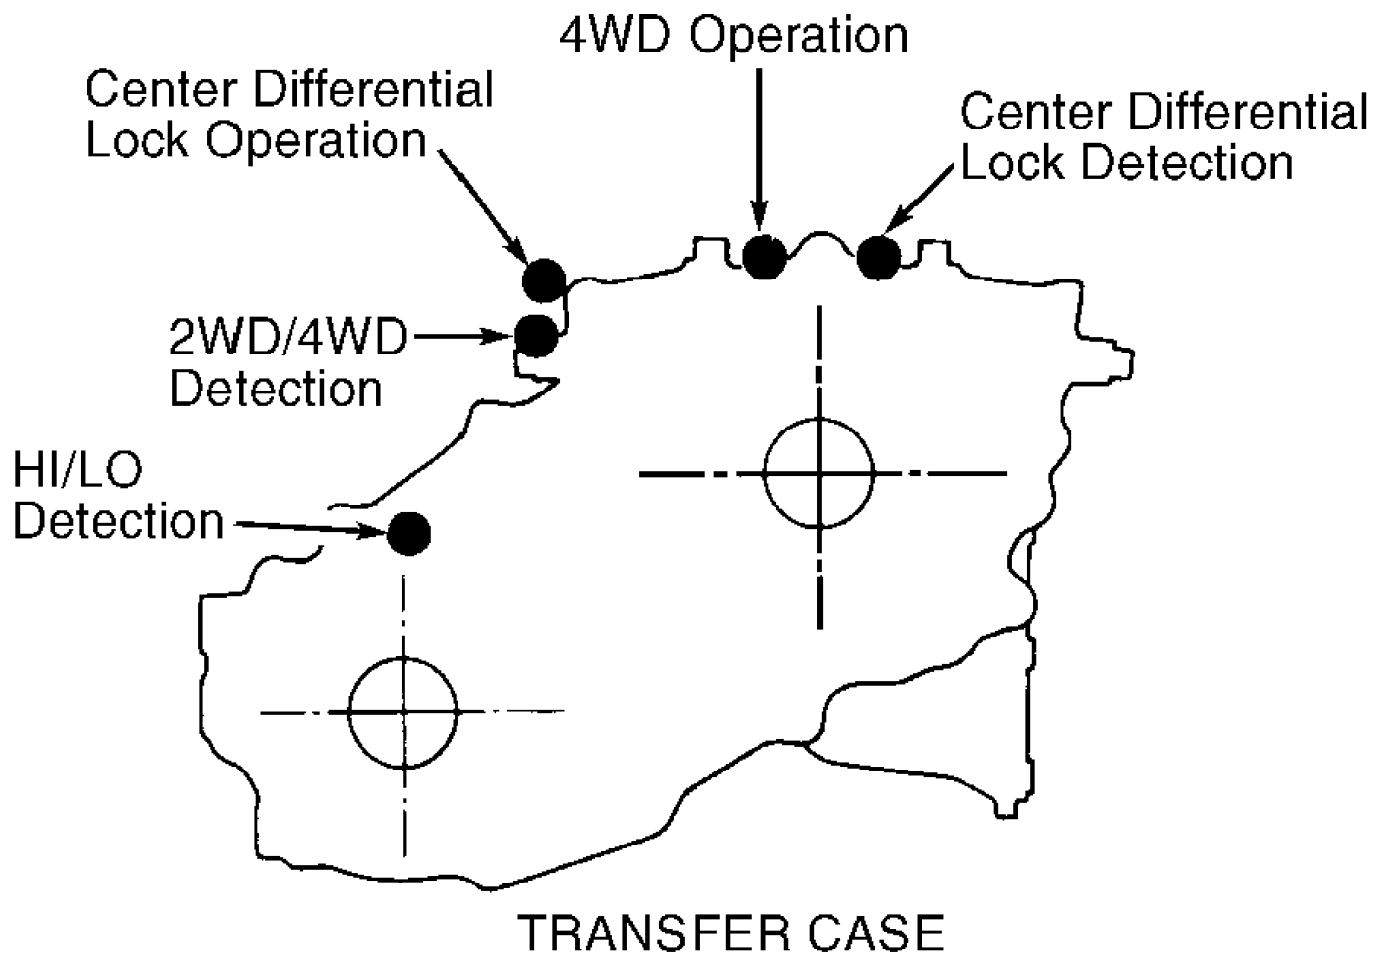 4WD Operation
Center Differential
Lock Operation
Center Differential
Lock Detection
2WD/4WD
Detection
HI/LO
Detection
TRANSFER CASE